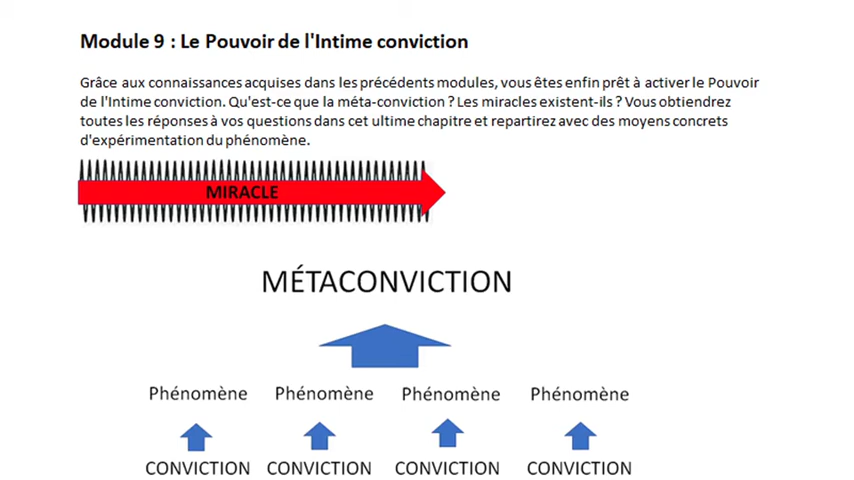 Module 9 : Le Pouvoir de l'Intime conviction
Grâce aux connaissances acquises dans les précédents modules, vous êtes enfin prêt à activer le Pouvoir
de l'Intime conviction. Qu'est-ce que la méta-conviction ? Les miracles existent-ils ? Vous obtiendrez
toutes les réponses à vos questions dans cet ultime chapitre et repartirez avec des moyens concrets
d'expérimentation du phénomène.
MIRACLE
MÉTACONVICTION
Phénomène Phénomène Phénomène Phénomène
CONVICTION CONVICTION CONVICTION CONVICTION